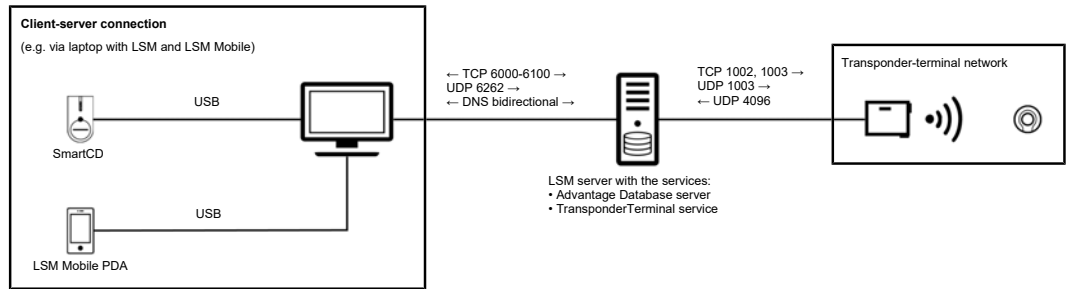 Client-server connection
(e.g. via laptop with LSM and LSM Mobile)
USB
SmartCD
USB
LSM Mobile PDA
← TCP 6000-6100 →
UDP 6262 →
← DNS bidirectional →
LSM server with the services:
• Advantage Database server
• TransponderTerminal service
TCP 1002, 1003 →
UDP 1003 →
← UDP 4096
Transponder-terminal network